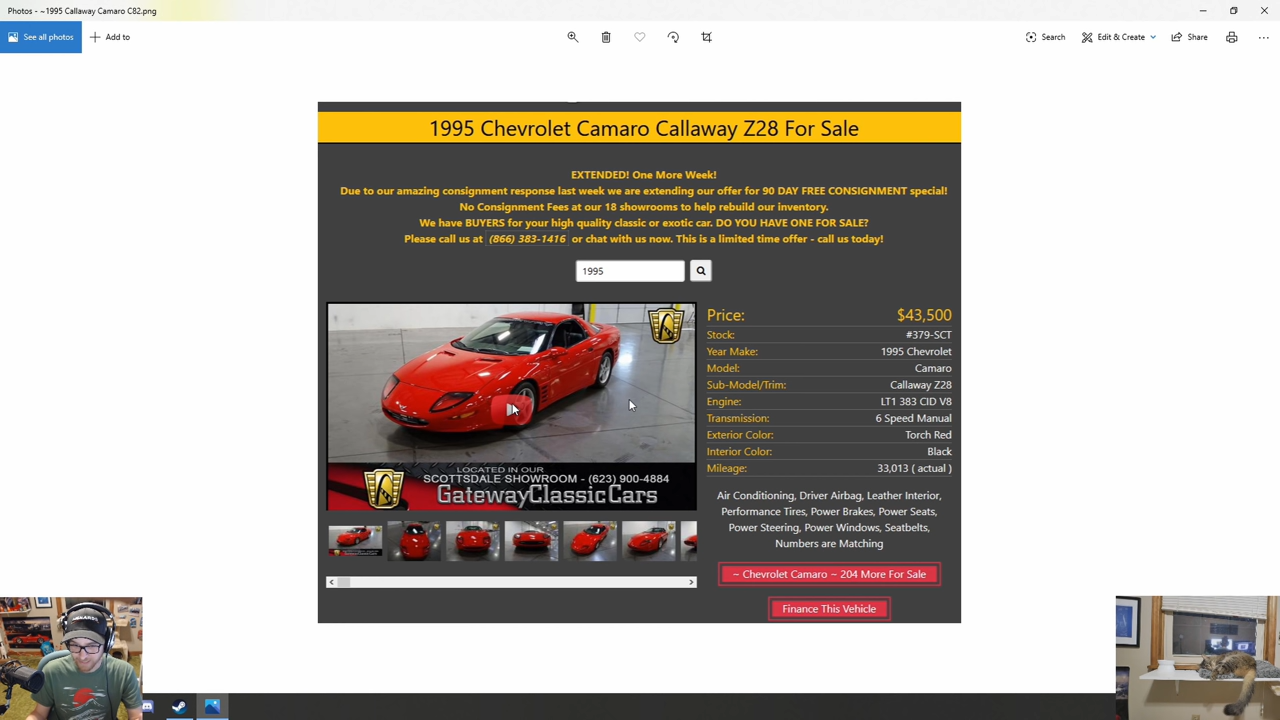 Photos - ~1995 Callaway Camaro C82.png
See all photos
Add to
Search
Edit & Create
Share
1995 Chevrolet Camaro Callaway Z28 For Sale
EXTENDED! One More Week!
Due to our amazing consignment response last week we are extending our offer for 90 DAY FREE CONSIGNMENT special!
No Consignment Fees at our 18 showrooms to help rebuild our inventory.
We have BUYERS for your high quality classic or exotic car. DO YOU HAVE ONE FOR SALE?
Please call us at (866) 383-1416 or chat with us now. This is a limited time offer - call us today!
1995
LOCATED IN OUR
SCOTTSDALE SHOWROOM - (623) 900-4884
GatewayClassicCars
Price: $43,500
Stock: #379-SCT
Year Make: 1995 Chevrolet
Model: Camaro
Sub-Model/Trim: Callaway Z28
Engine: LT1 383 CID V8
Transmission: 6 Speed Manual
Exterior Color: Torch Red
Interior Color: Black
Mileage: 33,013 ( actual )
Air Conditioning, Driver Airbag, Leather Interior,
Performance Tires, Power Brakes, Power Seats,
Power Steering, Power Windows, Seatbelts,
Numbers are Matching
~ Chevrolet Camaro ~ 204 More For Sale
Finance This Vehicle